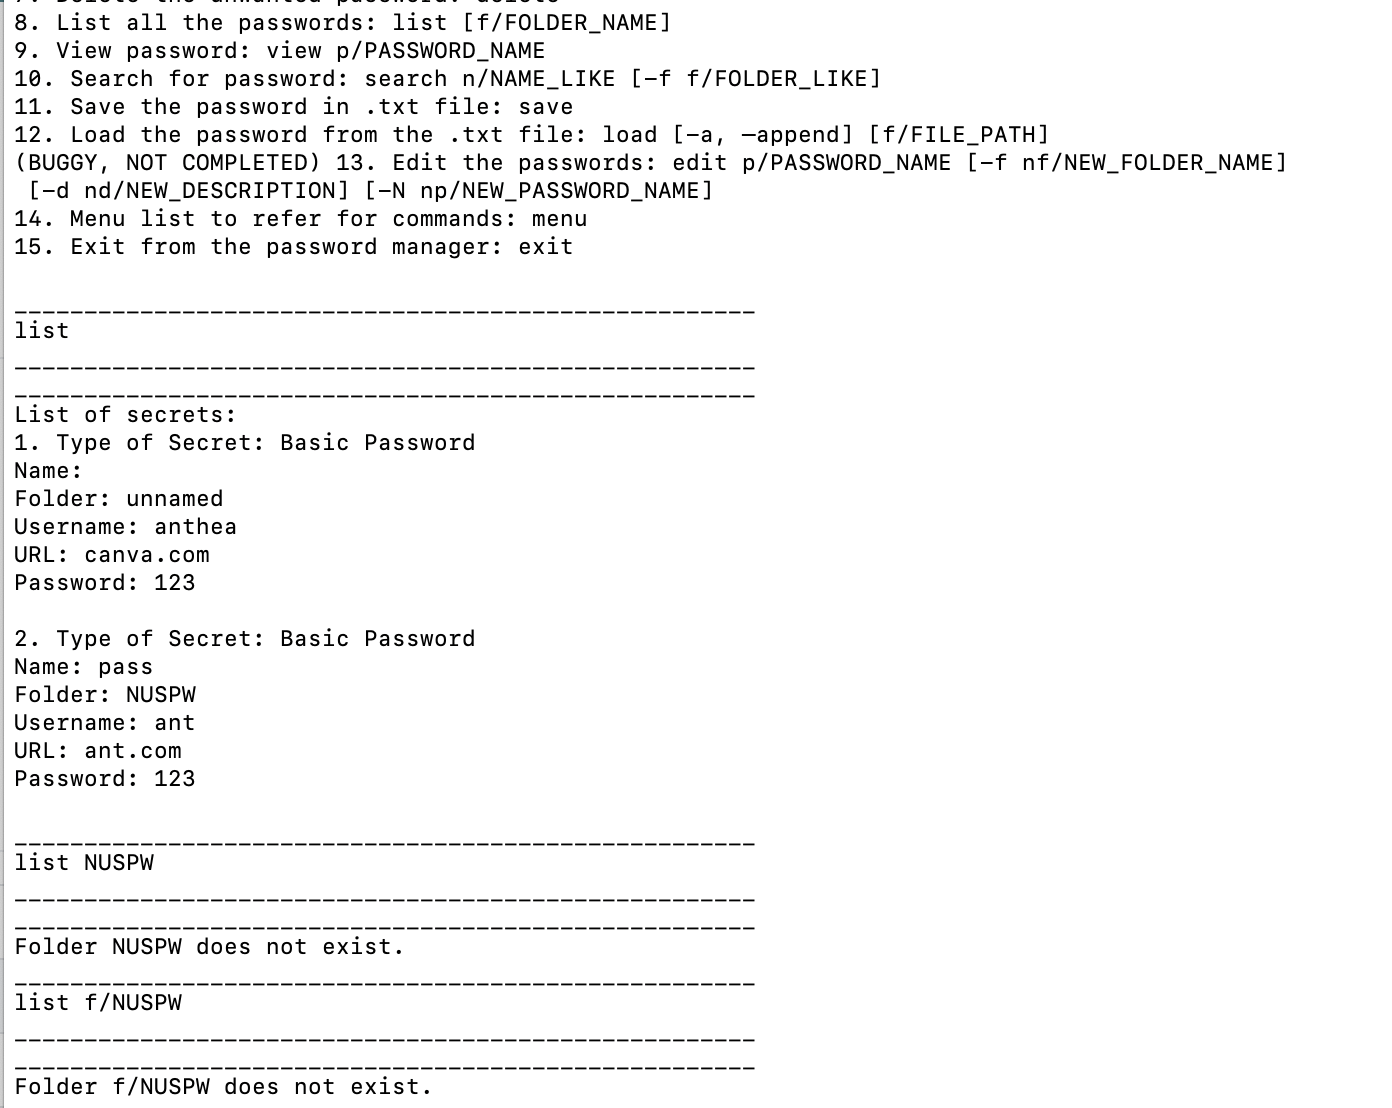 7. Delete the unwanted password: delete
8. List all the passwords: list [f/FOLDER_NAME]
9. View password: view p/PASSWORD_NAME
10. Search for password: search n/NAME_LIKE [-f f/FOLDER_LIKE]
11. Save the password in .txt file: save
12. Load the password from the .txt file: load [-a, —append] [f/FILE_PATH]
(BUGGY, NOT COMPLETED) 13. Edit the passwords: edit p/PASSWORD_NAME [-f nf/NEW_FOLDER_NAME]
[-d nd/NEW_DESCRIPTION] [-N np/NEW_PASSWORD_NAME]
14. Menu list to refer for commands: menu
15. Exit from the password manager: exit
_____________________________________________________
list
_____________________________________________________
_____________________________________________________
List of secrets:
1. Type of Secret: Basic Password
Name:
Folder: unnamed
Username: anthea
URL: canva.com
Password: 123
2. Type of Secret: Basic Password
Name: pass
Folder: NUSPW
Username: ant
URL: ant.com
Password: 123
_____________________________________________________
list NUSPW
_____________________________________________________
_____________________________________________________
Folder NUSPW does not exist.
_____________________________________________________
list f/NUSPW
_____________________________________________________
_____________________________________________________
Folder f/NUSPW does not exist.